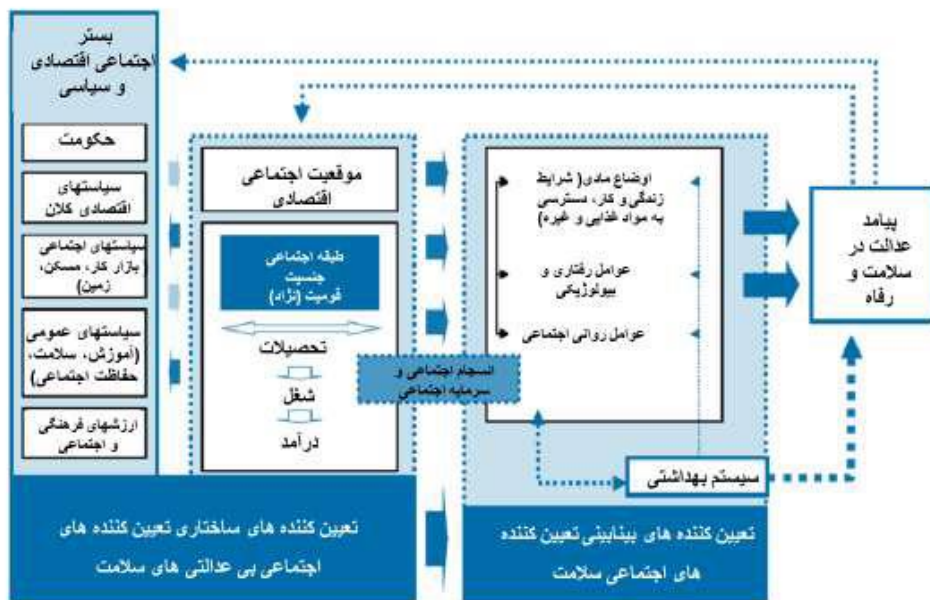 بستر
اجتماعی اقتصادی
و سیاسی
حکومت
سیاستهای
اقتصادی کلان
سیاستهای اجتماعی
( بازار کار، مسکن،
زمین)
سیاستهای عمومی
(آموزش، سلامت،
حفاظت اجتماعی)
ارزشهای فرهنگی
و اجتماعی
موقعیت اجتماعی
اقتصادی
طبقه اجتماعی
جنسیت
قومیت (نژاد)
تحصیلات
شغل
درآمد
انسجام اجتماعی و
سرمایه اجتماعی
اوضاع مادی( شرایط
زندگی و کار، دسترسی
به مواد غذایی و غیره)
عوامل رفتاری و
بیولوژیکی
عوامل روانی اجتماعی
سیستم بهداشتی
پیامد
عدالت در
سلامت و
رفاه
تعیین کننده های ساختاری تعیین کننده های
اجتماعی بی عدالتی های سلامت
تعیین کننده های بینابینی تعیین کننده
های اجتماعی سلامت